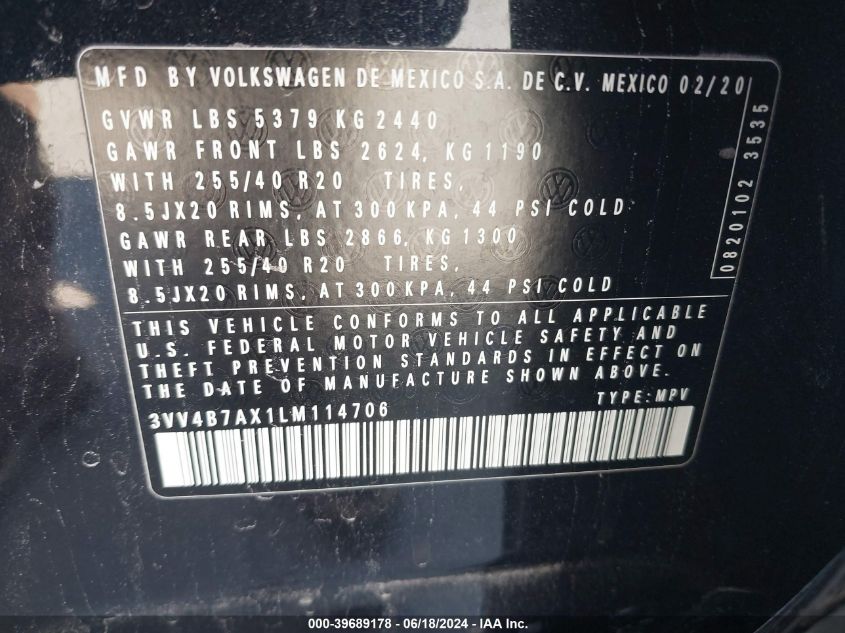 MFD BY VOLKSWAGEN DE MEXICO S.A. DE C.V. MEXICO 02/20
GVWR LBS 5379 KG 2440
GAWR FRONT LBS 2624, KG 1190
WITH 255/40 R20 TIRES,
8.5JX20 RIMS, AT 300 KPA, 44 PSI COLD
GAWR REAR LBS 2866, KG 1300
WITH 255/40 R20 TIRES,
8.5JX20 RIMS, AT 300 KPA, 44 PSI COLD
0820102 3535
THIS VEHICLE CONFORMS TO ALL APPLICABLE
U.S. FEDERAL MOTOR VEHICLE SAFETY AND
THEFT PREVENTION STANDARDS IN EFFECT ON
THE DATE OF MANUFACTURE SHOWN ABOVE.
3VV4B7AX1LM114706 TYPE: MPV
000-39689178 - 06/18/2024 - IAA Inc.